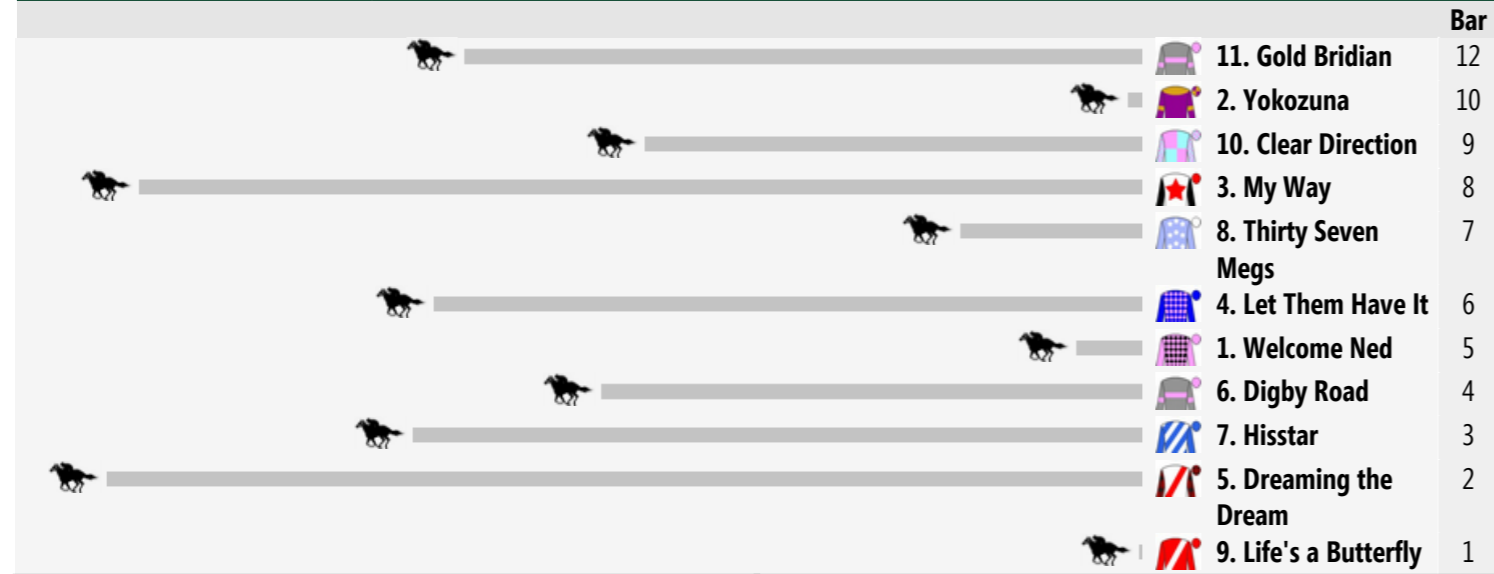 Bar
11. Gold Bridian 12
2. Yokozuna 10
10. Clear Direction 9
3. My Way 8
8. Thirty Seven 7
Megs
4. Let Them Have It 6
1. Welcome Ned 5
6. Digby Road 4
7. Hisstar 3
5. Dreaming the 2
Dream
9. Life's a Butterfly 1